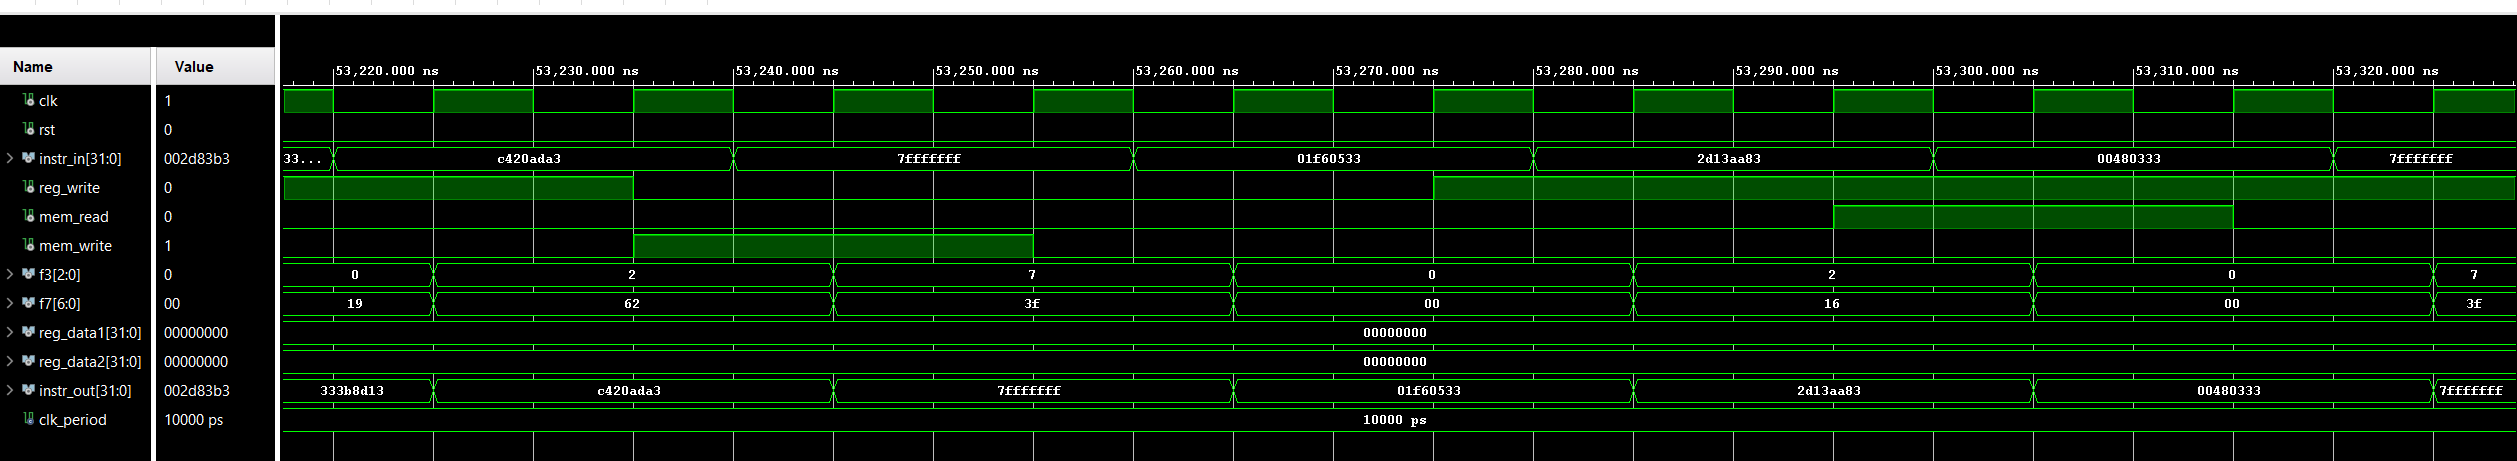 53,220.000 ns 53,230.000 ns 53,240.000 ns 53,250.000 ns 53,260.000 ns 53,270.000 ns 53,280.000 ns 53,290.000 ns 53,300.000 ns 53,310.000 ns 53,320.000 ns
Name Value
clk 1
rst 0
instr_in[31:0] 002d83b3 33... c420ada3 7fffffff 01f60533 2d13aa83 00480333 7fffffff
reg_write 0
mem_read 0
mem_write 1
f3[2:0] 0 0 2 7 0 2 0 7
f7[6:0] 00 19 62 3f 00 16 00 3f
reg_data1[31:0] 00000000 00000000
reg_data2[31:0] 00000000 00000000
instr_out[31:0] 002d83b3 333b8d13 c420ada3 7fffffff 01f60533 2d13aa83 00480333 7fffffff
clk_period 10000 ps 10000 ps